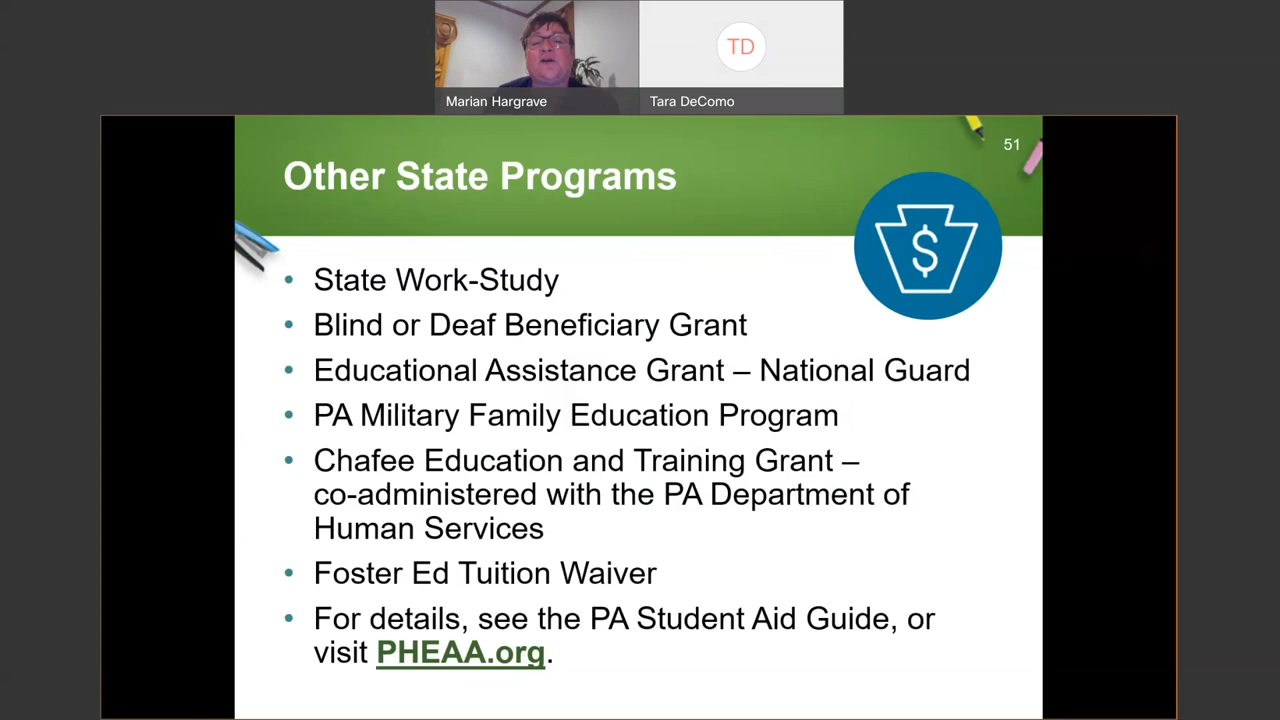 TD
Marian Hargrave
Tara DeComo
51
Other State Programs
$
• State Work-Study
• Blind or Deaf Beneficiary Grant
• Educational Assistance Grant – National Guard
• PA Military Family Education Program
• Chafee Education and Training Grant –
co-administered with the PA Department of
Human Services
• Foster Ed Tuition Waiver
• For details, see the PA Student Aid Guide, or
visit PHEAA.org.